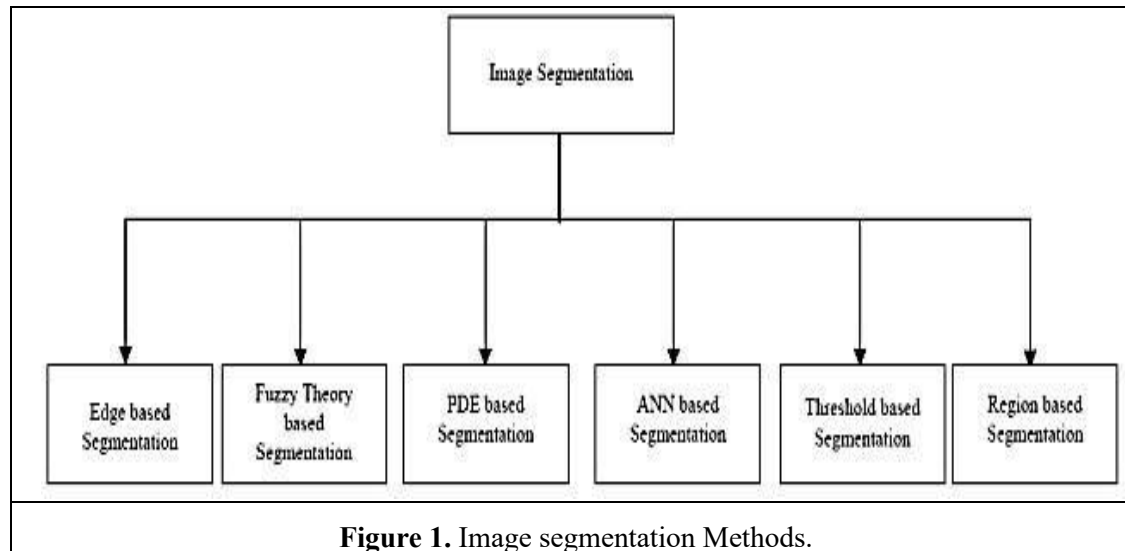 Image Segmentation
Edge based
Segmentation
Fuzzy Theory
based
Segmentation
PDE based
Segmentation
ANN based
Segmentation
Threshold based
Segmentation
Region based
Segmentation
Figure 1. Image segmentation Methods.